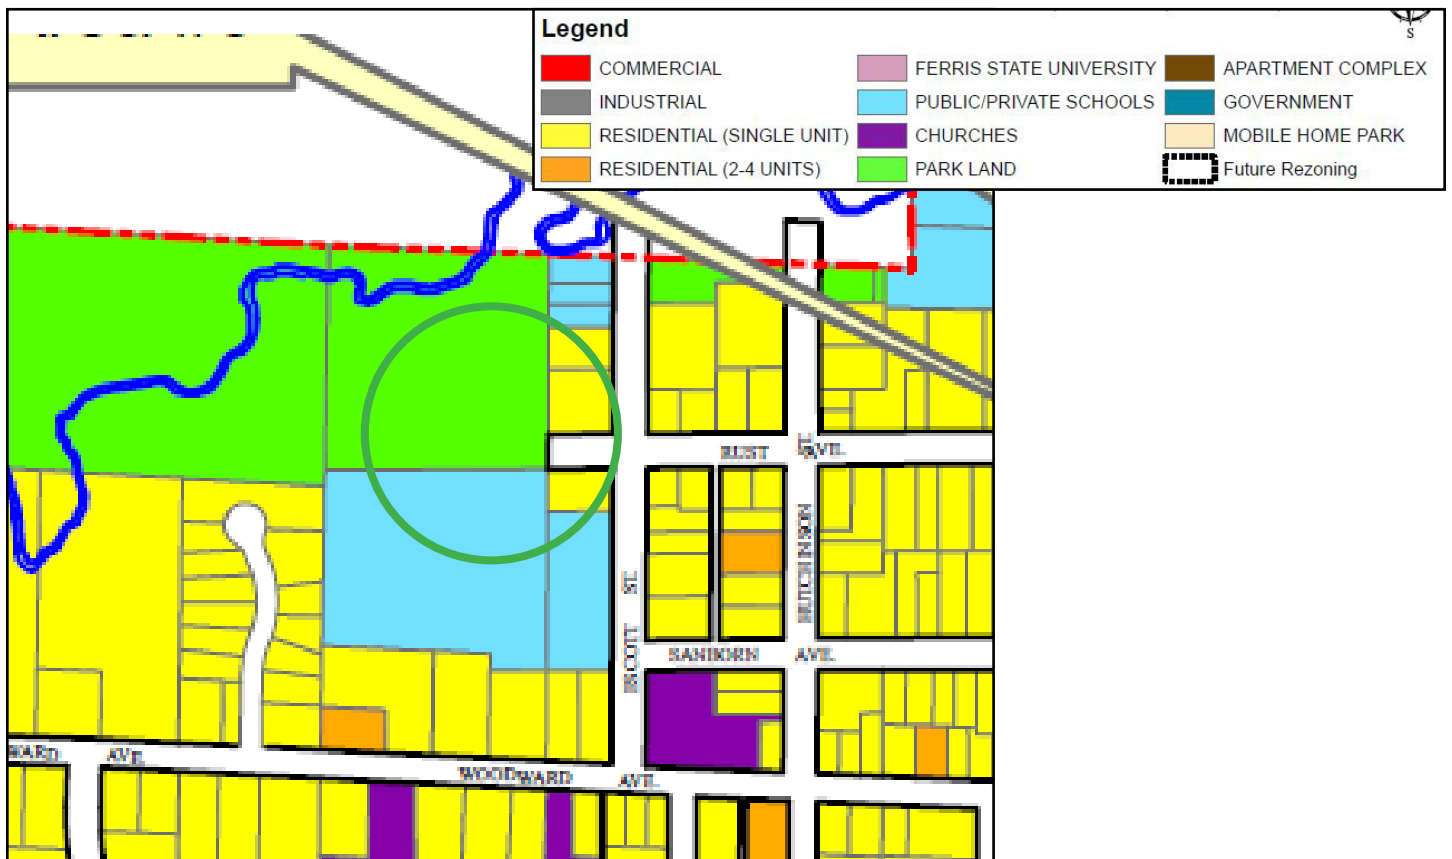 S
Legend
COMMERCIAL
INDUSTRIAL
RESIDENTIAL (SINGLE UNIT)
RESIDENTIAL (2-4 UNITS)
FERRIS STATE UNIVERSITY
PUBLIC/PRIVATE SCHOOLS
CHURCHES
PARK LAND
APARTMENT COMPLEX
GOVERNMENT
MOBILE HOME PARK
Future Rezoning
RUST AVE.
ST.
HUTCHINSON
ST.
SANBORN AVE.
WARD AVE.
WOODWARD AVE.